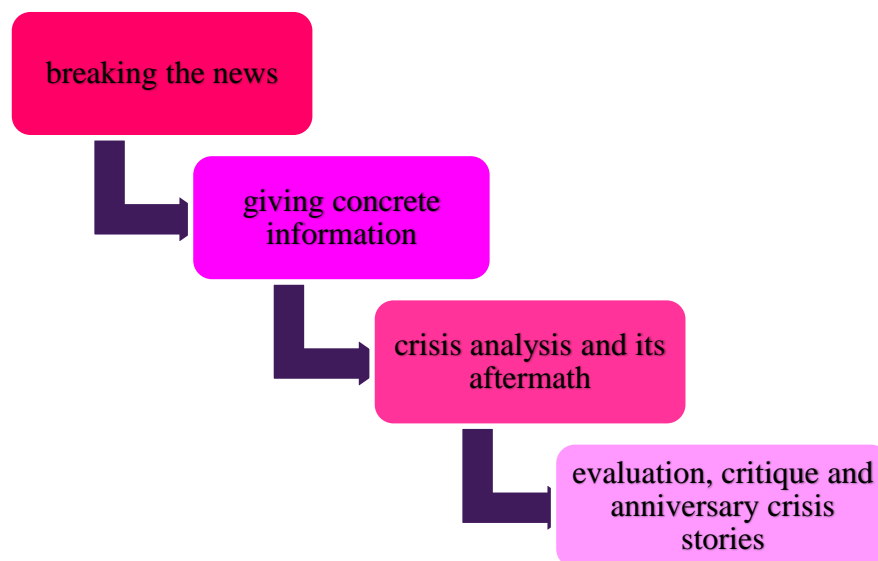 breaking the news
giving concrete
information
crisis analysis and its
aftermath
evaluation, critique and
anniversary crisis
stories